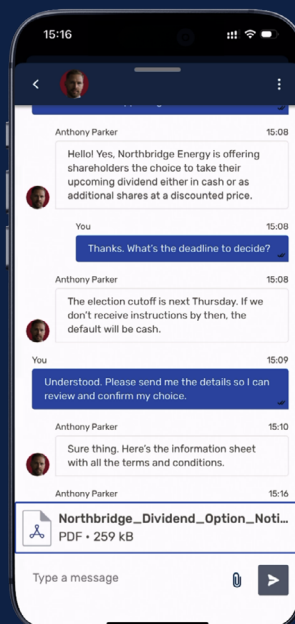 15:16
Anthony Parker 15:08
Hello! Yes, Northbridge Energy is offering
shareholders the choice to take their
upcoming dividend either in cash or as
additional shares at a discounted price.
You 15:08
Thanks. What's the deadline to decide?
Anthony Parker 15:08
The election cutoff is next Thursday. If we
don't receive instructions by then, the
default will be cash.
You 15:09
Understood. Please send me the details so I can
review and confirm my choice.
Anthony Parker 15:10
Sure thing. Here's the information sheet
with all the terms and conditions.
Anthony Parker 15:16
Northbridge_Dividend_Option_Noti...
PDF • 259 kB
Type a message